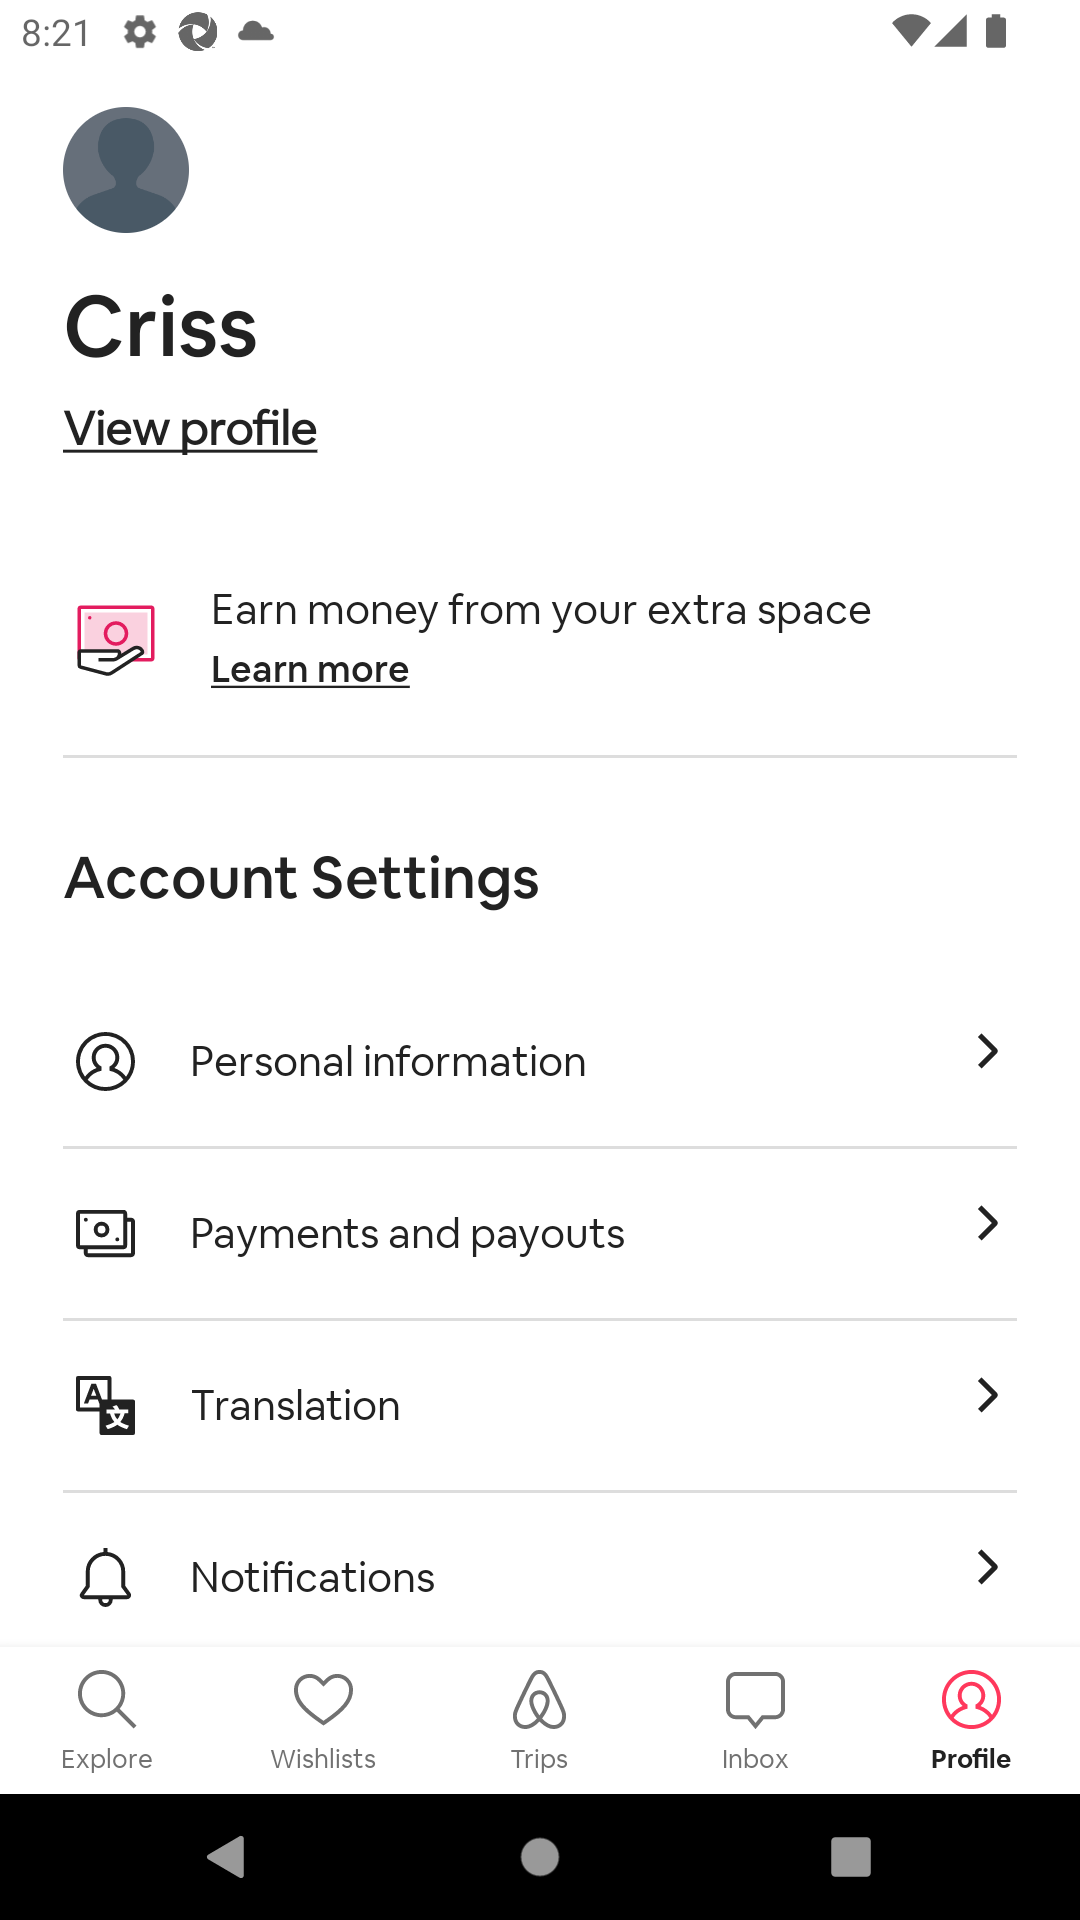 8:21
Criss
View profile
Earn money from your extra space
Learn more
Account Settings
Personal information
Payments and payouts
A
文
Translation
Notifications
Explore
Wishlists
Trips
Inbox
Profile